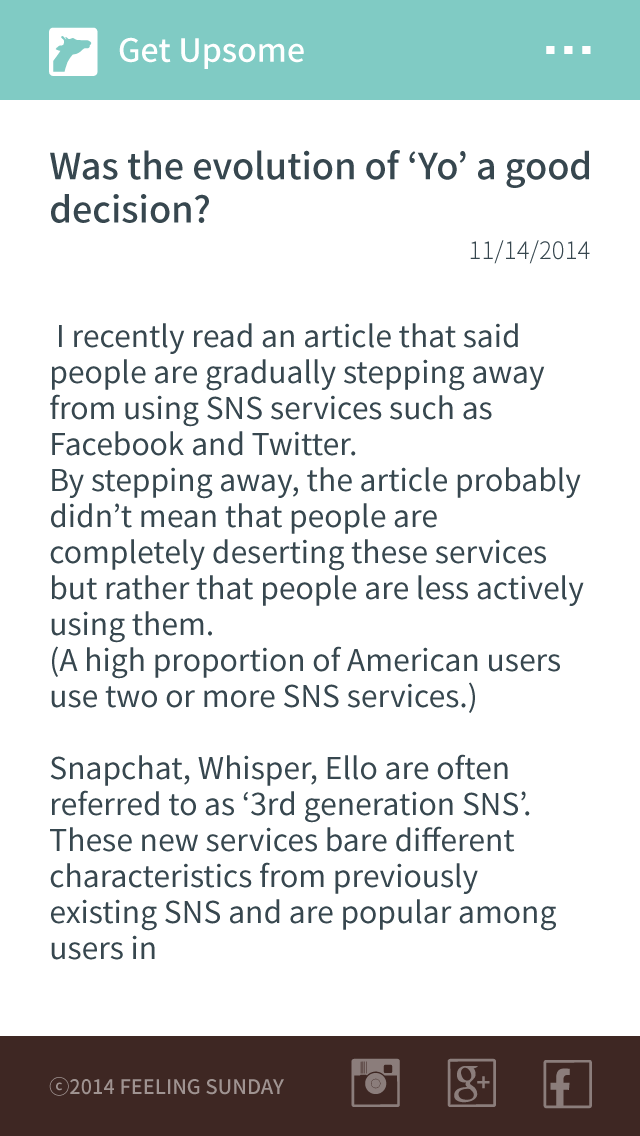 Get Upsome
Was the evolution of ‘Yo’ a good
decision?
11/14/2014
I recently read an article that said
people are gradually stepping away
from using SNS services such as
Facebook and Twitter.
By stepping away, the article probably
didn’t mean that people are
completely deserting these services
but rather that people are less actively
using them.
(A high proportion of American users
use two or more SNS services.)
Snapchat, Whisper, Ello are often
referred to as ‘3rd generation SNS’.
These new services bare different
characteristics from previously
existing SNS and are popular among
users in
©2014 FEELING SUNDAY